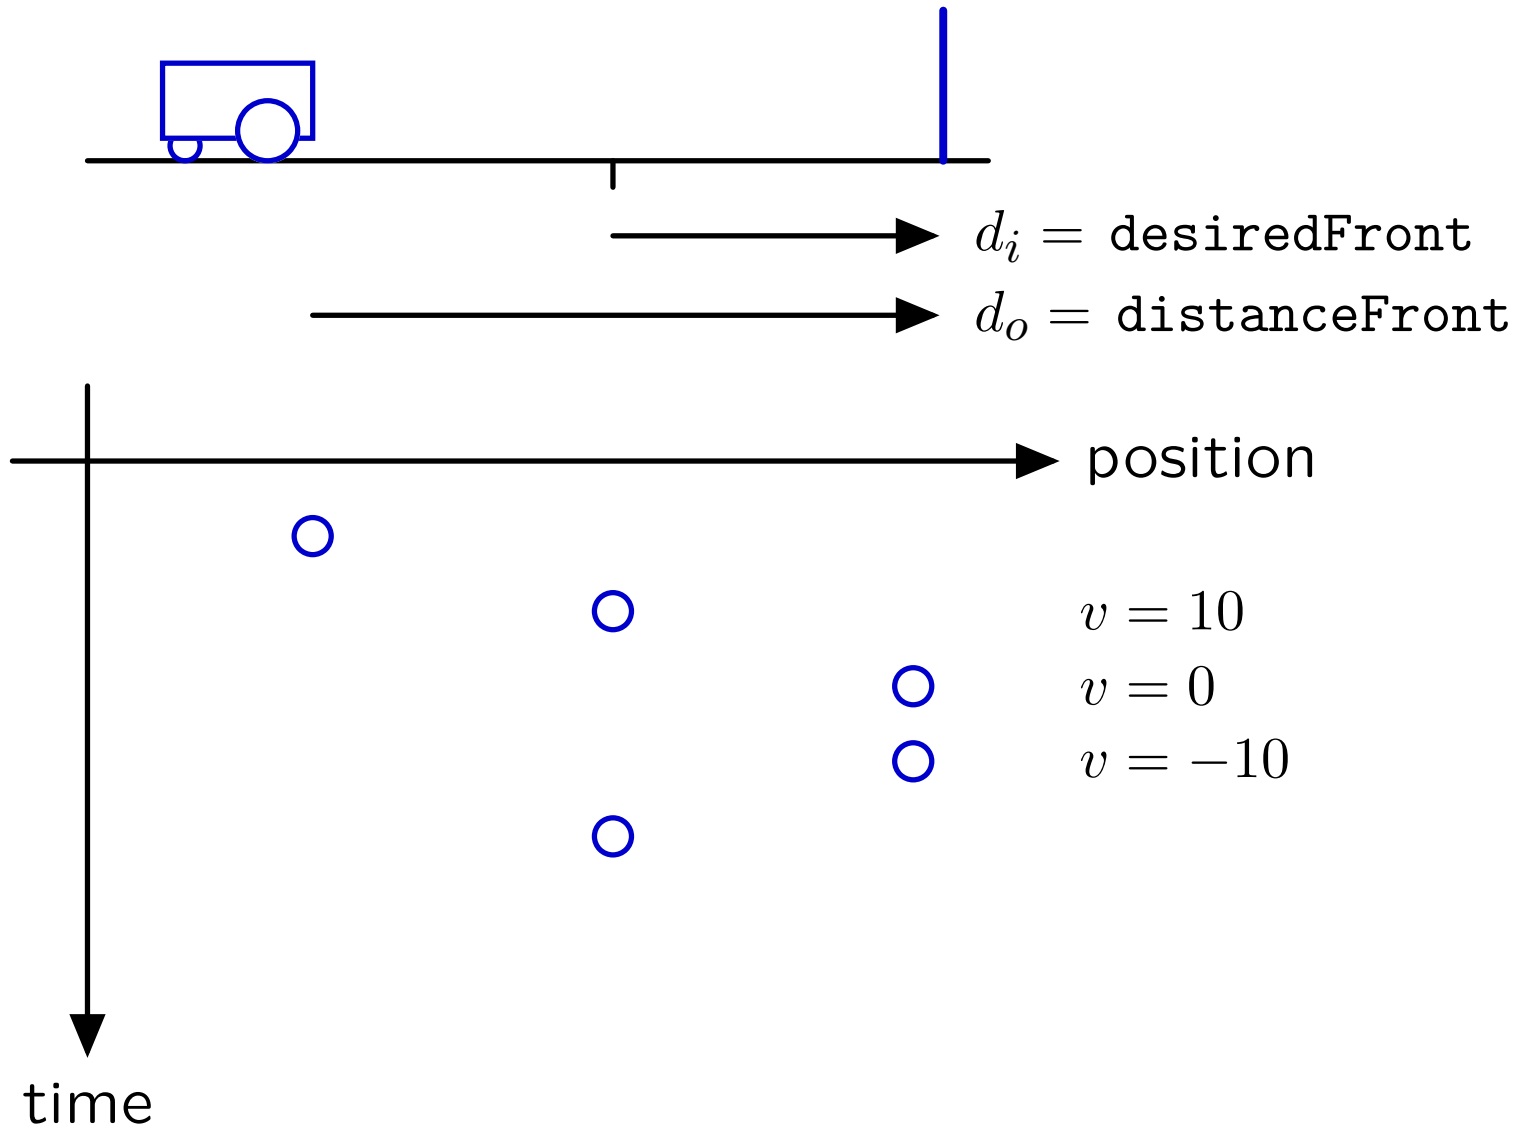 d_i = desiredFront
d_o = distanceFront
position
v = 10
v = 0
v = −10
time